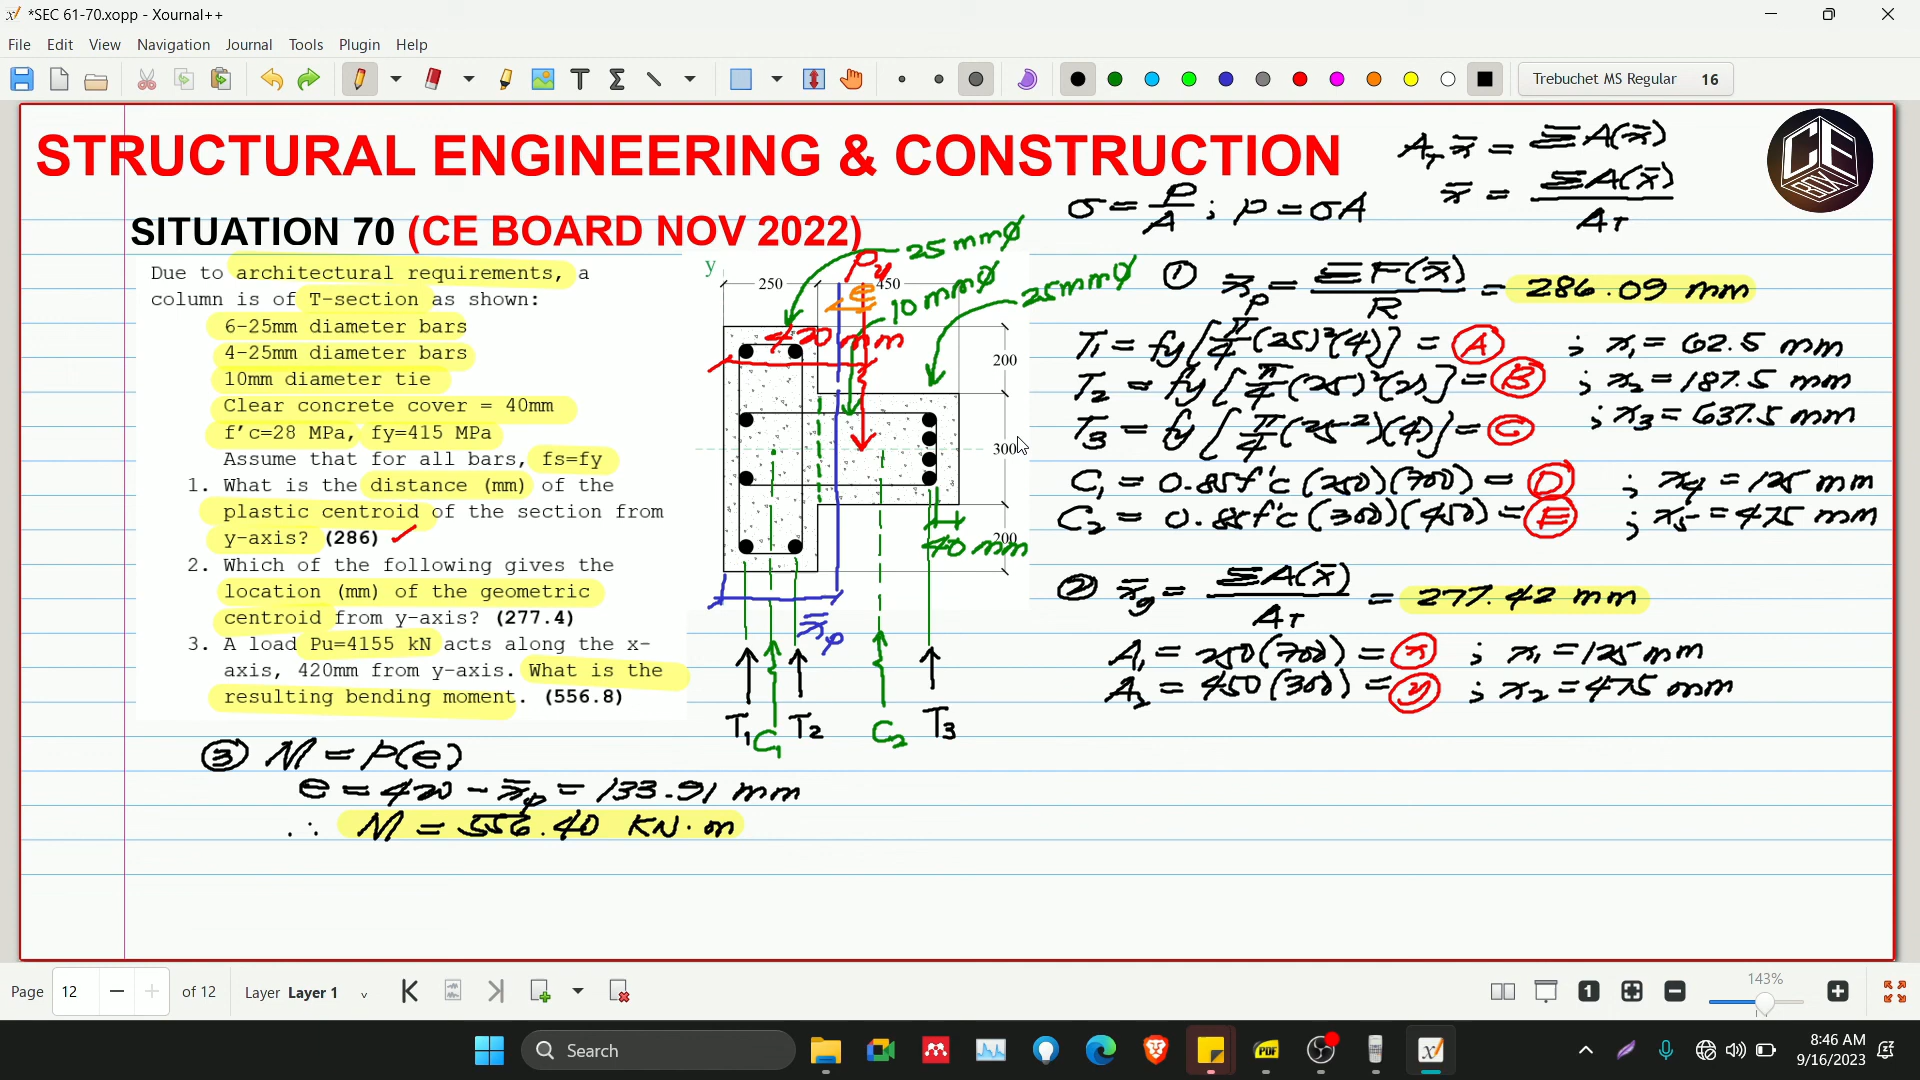 *SEC 61-70.xopp - Xournal++
File Edit View Navigation Journal Tools Plugin Help
Trebuchet MS Regular 16
STRUCTURAL ENGINEERING & CONSTRUCTION
SITUATION 70 (CE BOARD NOV 2022)
Due to architectural requirements, a
column is of T-section as shown:
6-25mm diameter bars
4-25mm diameter bars
10mm diameter tie
Clear concrete cover = 40mm
f'c=28 MPa, fy=415 MPa
Assume that for all bars, fs=fy
1. What is the distance (mm) of the
plastic centroid of the section from
y-axis? (286) ✓
2. Which of the following gives the
location (mm) of the geometric
centroid from y-axis? (277.4)
3. A load Pu=4155 kN acts along the x-
axis, 420mm from y-axis. What is the
resulting bending moment. (556.8)
y
250
450
Pu
e
25 mmφ
10 mmφ
25mmφ
420 mm
200
300
200
40 mm
x̄p
T1 C1 T2 C2 T3
③ M = P(e)
e = 420 - x̄p = 133.91 mm
∴ M = 556.40 KN·m
AT x̄ = ΣA(x̄)
x̄ = ΣA(x̄) / AT
σ = P/A ; P = σA
① x̄p = ΣF(x̄) / R = 286.09 mm
T1 = fy[π/4(25)²(4)] = A ; x1 = 62.5 mm
T2 = fy[π/4(25)²(2)] = B ; x2 = 187.5 mm
T3 = fy[π/4(25²)(4)] = C ; x3 = 637.5 mm
C1 = 0.85f'c(250)(700) = D ; x4 = 125 mm
C2 = 0.85f'c(300)(450) = E ; x5 = 475 mm
② x̄g = ΣA(x̄) / AT = 277.42 mm
A1 = 250(700) = x ; x1 = 125 mm
A2 = 450(300) = y ; x2 = 475 mm
CE
Page 12 of 12 Layer Layer 1
143%
Search
PDF
8:46 AM
9/16/2023